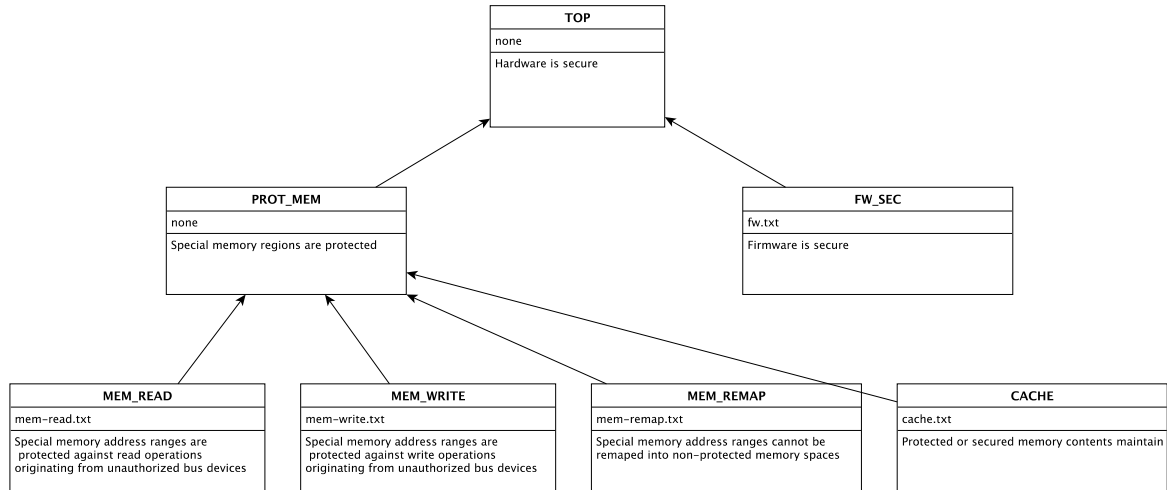 TOP
none
Hardware is secure
PROT_MEM
none
Special memory regions are protected
FW_SEC
fw.txt
Firmware is secure
MEM_READ
mem-read.txt
Special memory address ranges are
protected against read operations
originating from unauthorized bus devices
MEM_WRITE
mem-write.txt
Special memory address ranges are
protected against write operations
originating from unauthorized bus devices
MEM_REMAP
mem-remap.txt
Special memory address ranges cannot be
remaped into non-protected memory spaces
CACHE
cache.txt
Protected or secured memory contents maintain